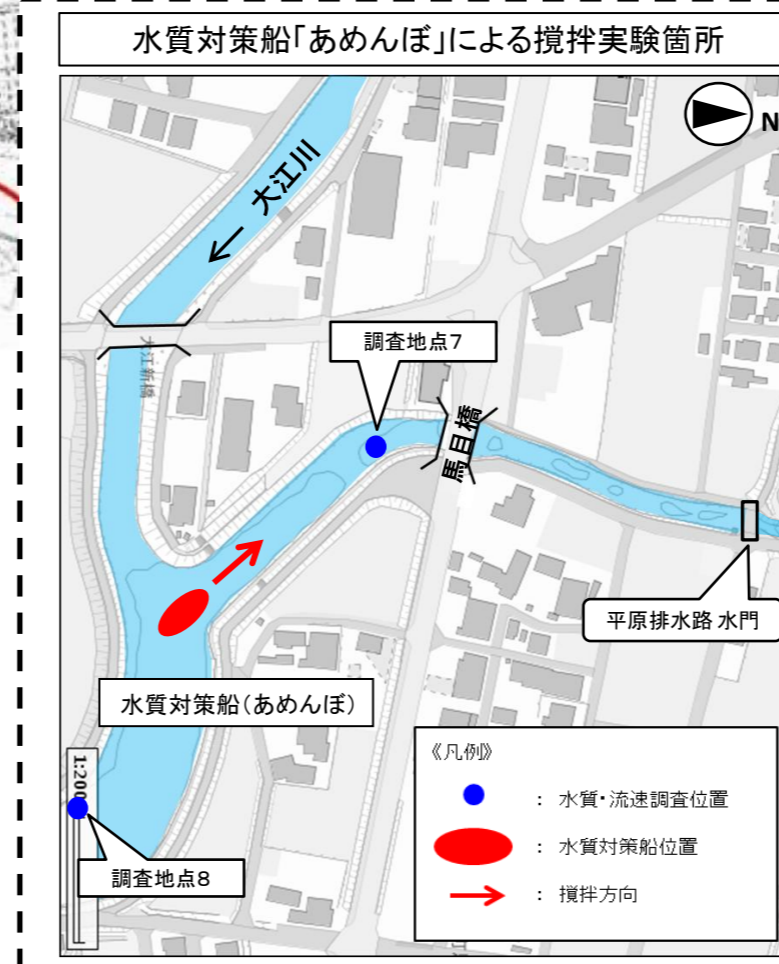 水質対策船「あめんぼ」による撹拌実験箇所
N
大江川
調査地点7
大江新橋
馬目橋
平原排水路 水門
水質対策船(あめんぼ)
《凡例》
: 水質・流速調査位置
: 水質対策船位置
: 撹拌方向
調査地点8